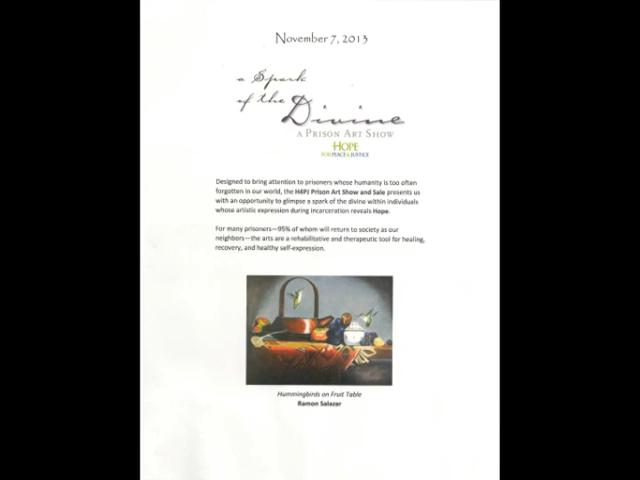 November 7, 2013
a Spark
of the Divine
A PRISON ART SHOW
HOPE
FOR PEACE & JUSTICE
Designed to bring attention to prisoners whose humanity is too often
forgotten in our world, the H4PJ Prison Art Show and Sale presents us
with an opportunity to glimpse a spark of the divine within individuals
whose artistic expression during incarceration reveals Hope.
For many prisoners—95% of whom will return to society as our
neighbors—the arts are a rehabilitative and therapeutic tool for healing,
recovery, and healthy self-expression.
Hummingbirds on Fruit Table
Ramon Salazar